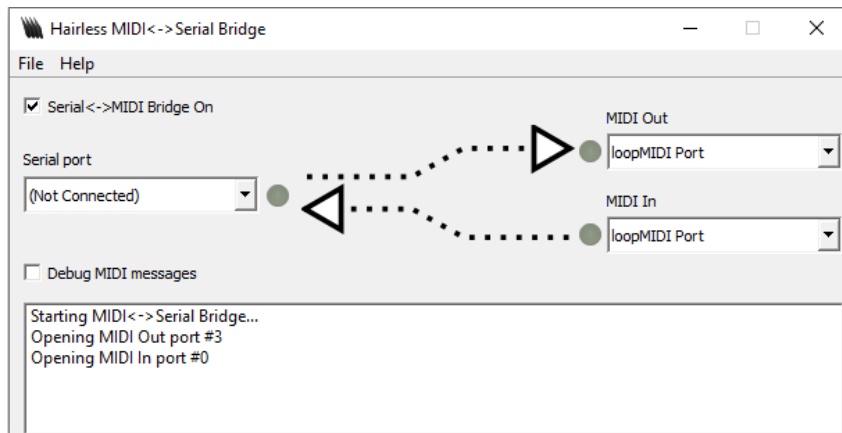 Hairless MIDI<->Serial Bridge
File Help
Serial<->MIDI Bridge On
MIDI Out
loopMIDI Port
Serial port
(Not Connected)
MIDI In
loopMIDI Port
Debug MIDI messages
Starting MIDI<->Serial Bridge...
Opening MIDI Out port #3
Opening MIDI In port #0